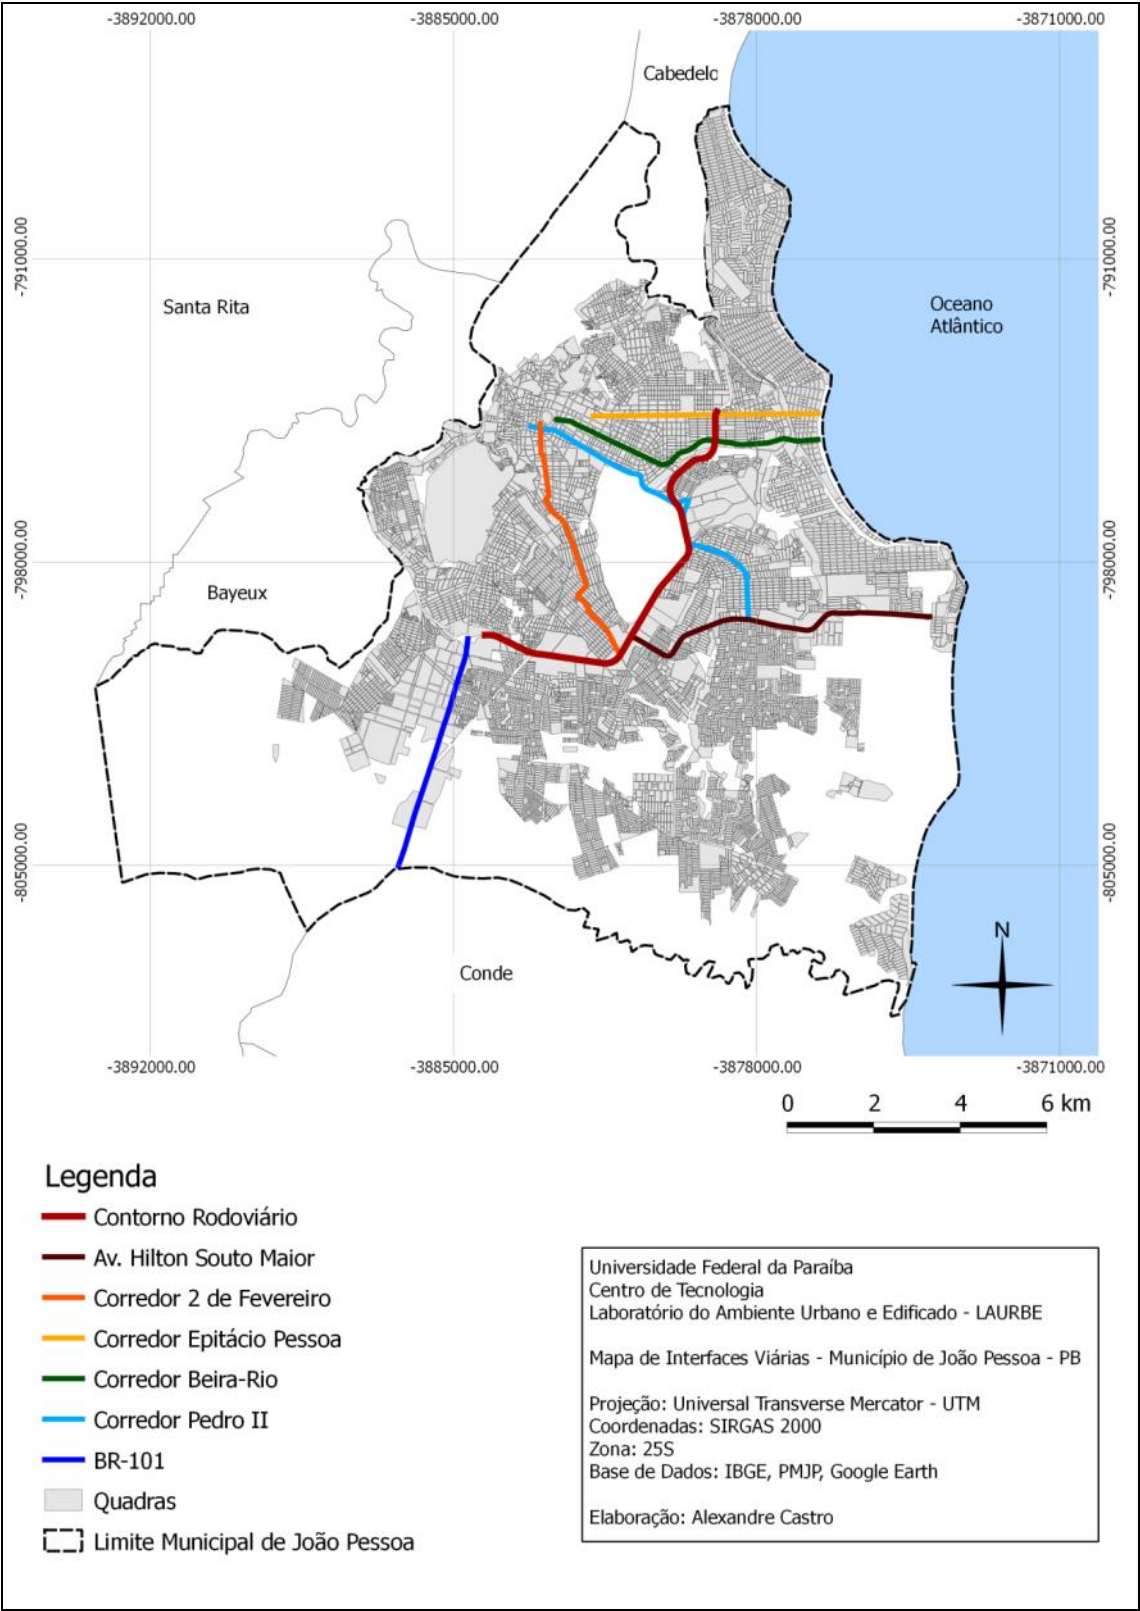 -3892000.00 -3885000.00 -3878000.00 -3871000.00
Cabedelo
-791000.00 -791000.00
Santa Rita
Oceano
Atlântico
-798000.00 -798000.00
Bayeux
-805000.00 -805000.00
N
Conde
-3892000.00 -3885000.00 -3878000.00 -3871000.00
0 2 4 6 km
Legenda
Contorno Rodoviário
Av. Hilton Souto Maior
Corredor 2 de Fevereiro
Corredor Epitácio Pessoa
Corredor Beira-Rio
Corredor Pedro II
BR-101
Quadras
Limite Municipal de João Pessoa
Universidade Federal da Paraíba
Centro de Tecnologia
Laboratório do Ambiente Urbano e Edificado - LAURBE
Mapa de Interfaces Viárias - Município de João Pessoa - PB
Projeção: Universal Transverse Mercator - UTM
Coordenadas: SIRGAS 2000
Zona: 25S
Base de Dados: IBGE, PMJP, Google Earth
Elaboração: Alexandre Castro